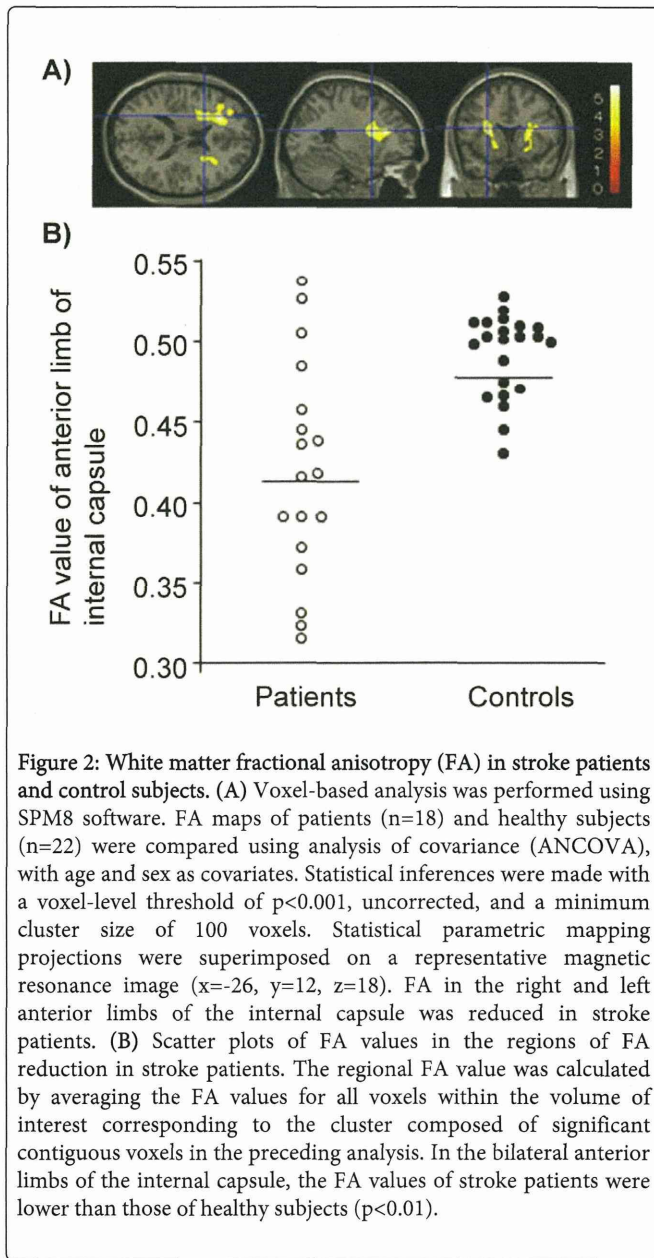 A)
5
4
3
2
1
0
B)
FA value of anterior limb of
internal capsule
0.55
0.50
0.45
0.40
0.35
0.30
Patients
Controls
Figure 2: White matter fractional anisotropy (FA) in stroke patients
and control subjects. (A) Voxel-based analysis was performed using
SPM8 software. FA maps of patients (n=18) and healthy subjects
(n=22) were compared using analysis of covariance (ANCOVA),
with age and sex as covariates. Statistical inferences were made with
a voxel-level threshold of p<0.001, uncorrected, and a minimum
cluster size of 100 voxels. Statistical parametric mapping
projections were superimposed on a representative magnetic
resonance image (x=-26, y=12, z=18). FA in the right and left
anterior limbs of the internal capsule was reduced in stroke
patients. (B) Scatter plots of FA values in the regions of FA
reduction in stroke patients. The regional FA value was calculated
by averaging the FA values for all voxels within the volume of
interest corresponding to the cluster composed of significant
contiguous voxels in the preceding analysis. In the bilateral anterior
limbs of the internal capsule, the FA values of stroke patients were
lower than those of healthy subjects (p<0.01).